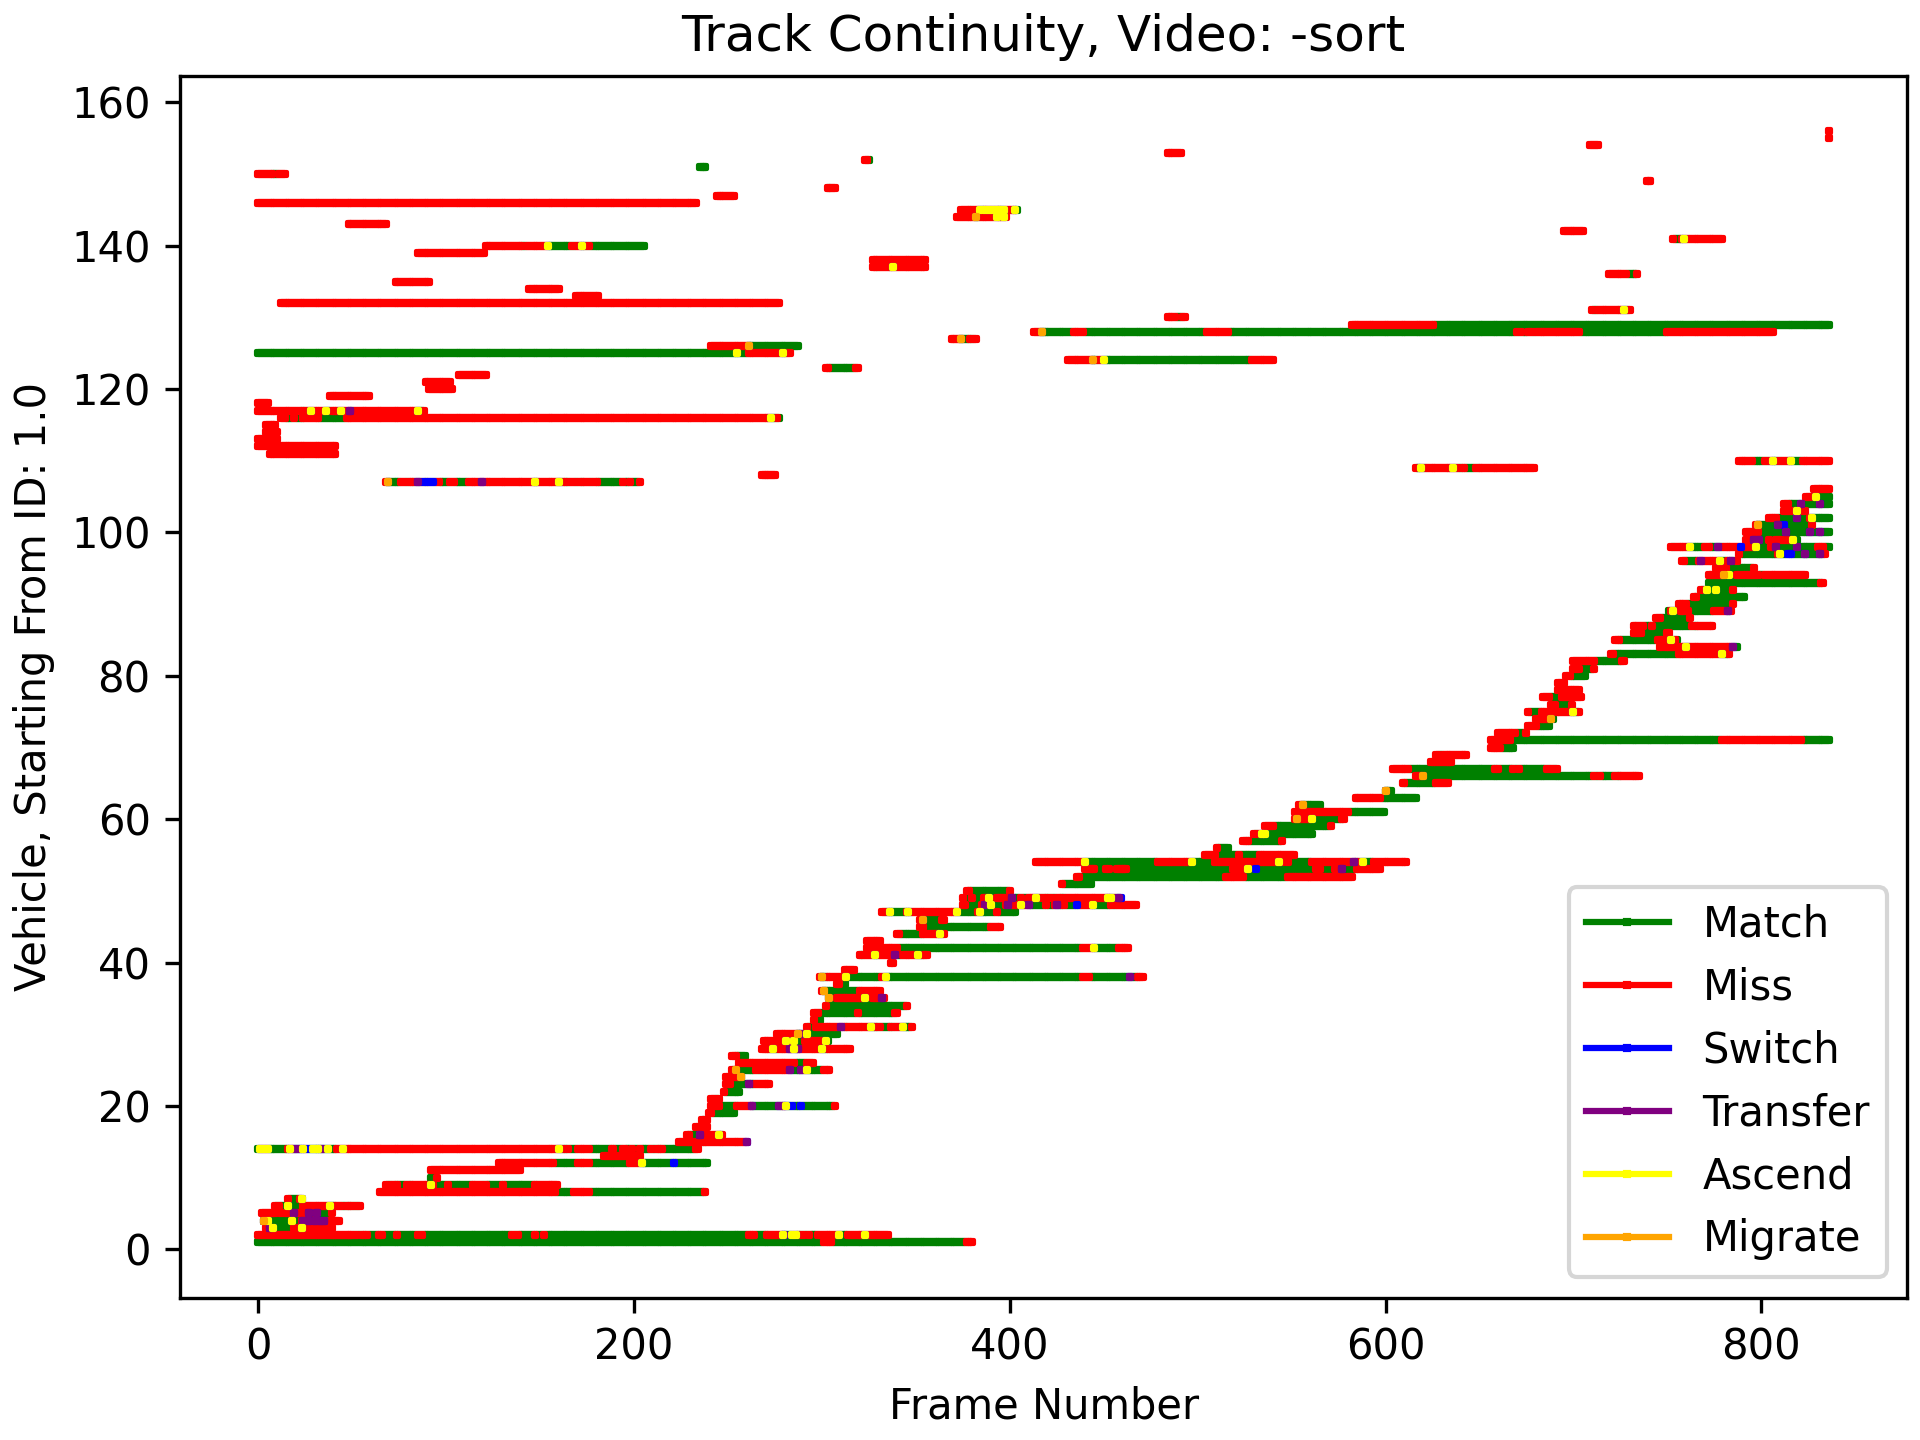 Track Continuity, Video: -sort
Vehicle, Starting From ID: 1.0
160
140
120
100
80
60
40
20
0
Match
Miss
Switch
Transfer
Ascend
Migrate
0 200 400 600 800
Frame Number